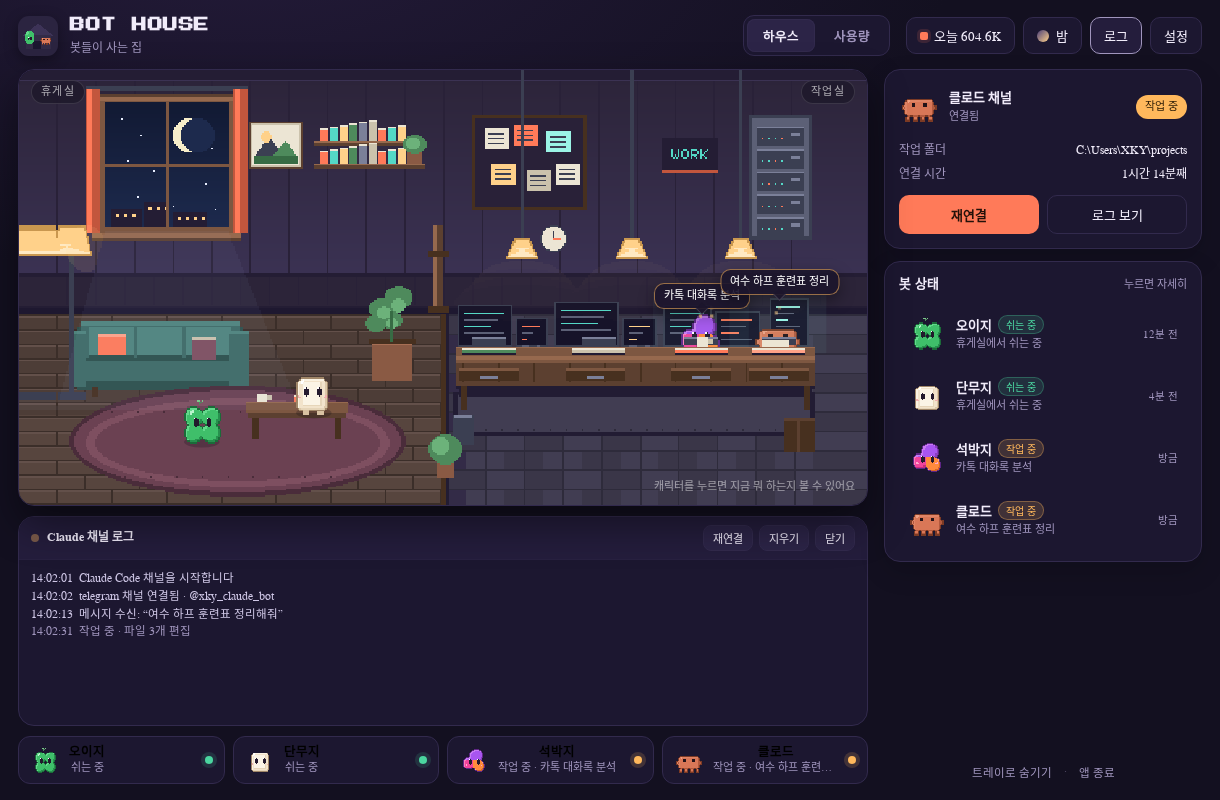 BOT HOUSE
봇들이 사는 집
하우스
사용량
오늘 604.6K
밤
로그
설정
휴게실
작업실
WORK
카톡 대화록 분석
여수 하프 훈련표 정리
캐릭터를 누르면 지금 뭐 하는지 볼 수 있어요
클로드 채널
연결됨
작업 중
작업 폴더
C:\Users\XKY\projects
연결 시간
1시간 14분째
재연결
로그 보기
봇 상태
누르면 자세히
오이지
쉬는 중
휴게실에서 쉬는 중
12분 전
단무지
쉬는 중
휴게실에서 쉬는 중
4분 전
석박지
작업 중
카톡 대화록 분석
방금
클로드
작업 중
여수 하프 훈련표 정리
방금
Claude 채널 로그
재연결
지우기
닫기
14:02:01 Claude Code 채널을 시작합니다
14:02:02 telegram 채널 연결됨 · @xky_claude_bot
14:02:13 메시지 수신: “여수 하프 훈련표 정리해줘”
14:02:31 작업 중 · 파일 3개 편집
오이지
쉬는 중
단무지
쉬는 중
석박지
작업 중 · 카톡 대화록 분석
클로드
작업 중 · 여수 하프 훈련…
트레이로 숨기기 · 앱 종료